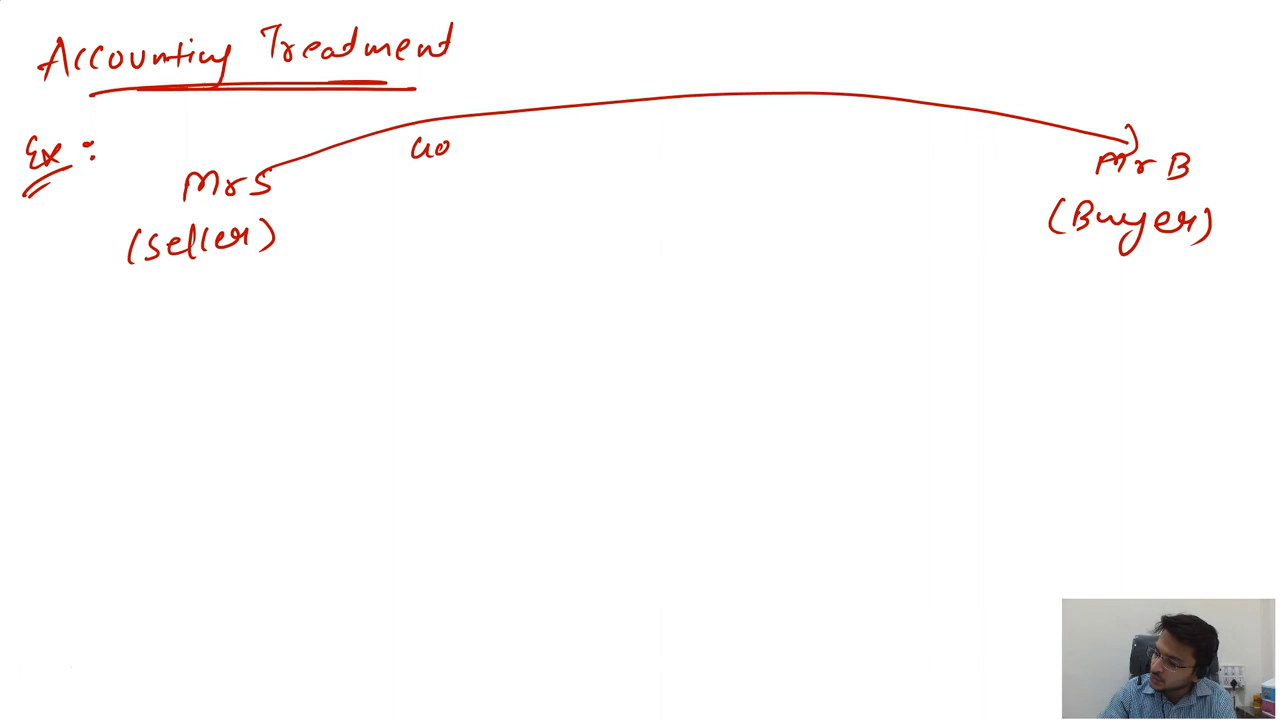 Accounting Treatment
Ex :
Mr S
Mr B
(Seller)
(Buyer)